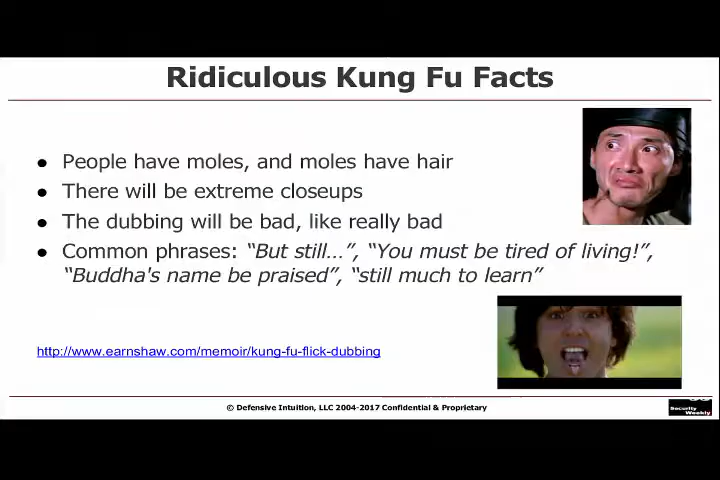 Ridiculous Kung Fu Facts
● People have moles, and moles have hair
● There will be extreme closeups
● The dubbing will be bad, like really bad
● Common phrases: “But still…”, “You must be tired of living!”,
“Buddha's name be praised”, “still much to learn”
http://www.earnshaw.com/memoir/kung-fu-flick-dubbing
© Defensive Intuition, LLC 2004-2017 Confidential & Proprietary
Security
Weekly